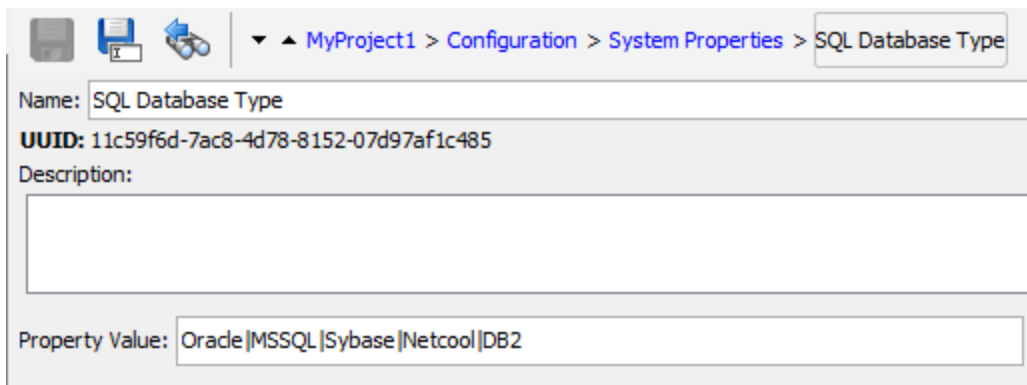 MyProject1 > Configuration > System Properties > SQL Database Type
Name: SQL Database Type
UUID: 11c59f6d-7ac8-4d78-8152-07d97af1c485
Description:
Property Value: Oracle|MSSQL|Sybase|Netcool|DB2